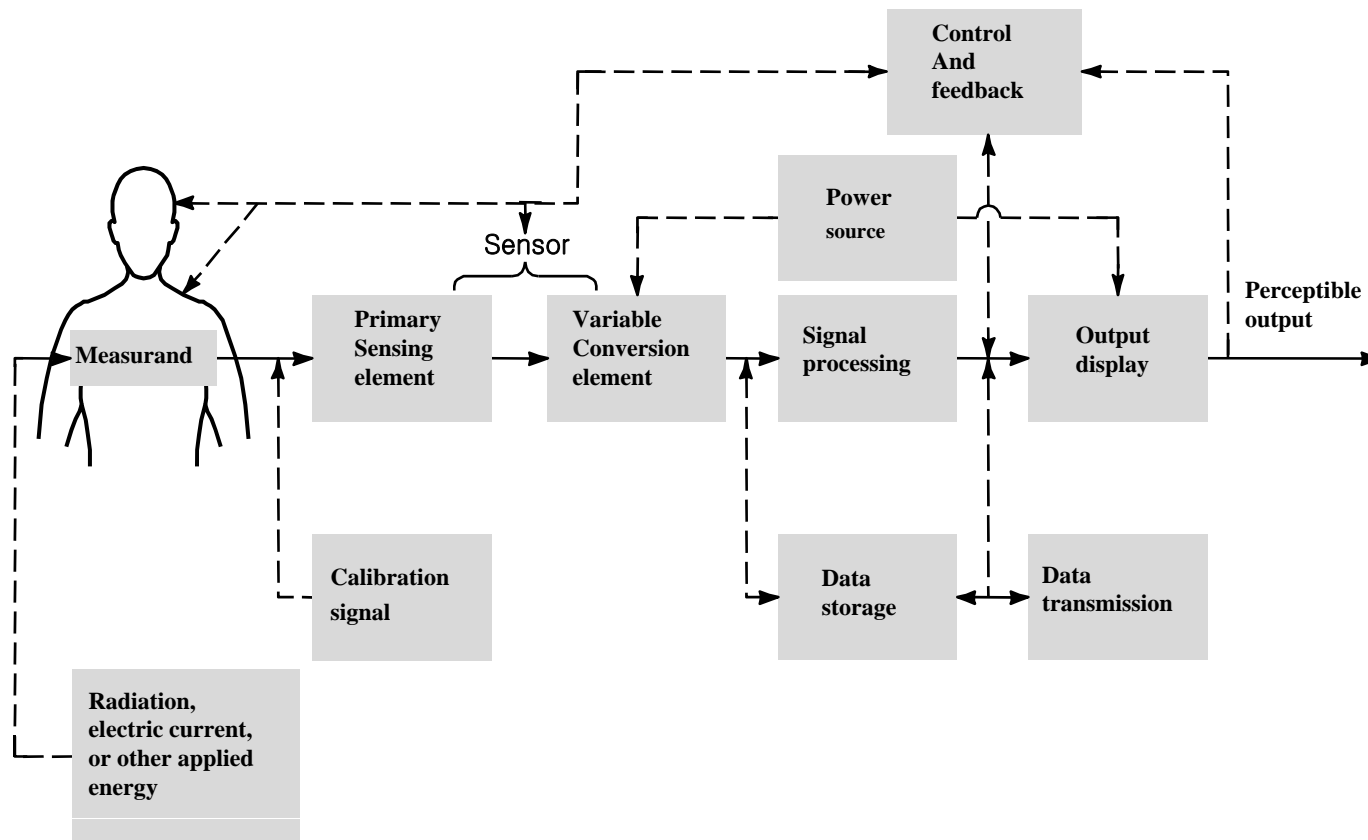 Control
And
feedback
Power
source
Sensor
Perceptible
output
Measurand
Primary
Sensing
element
Variable
Conversion
element
Signal
processing
Output
display
Calibration
signal
Data
storage
Data
transmission
Radiation,
electric current,
or other applied
energy